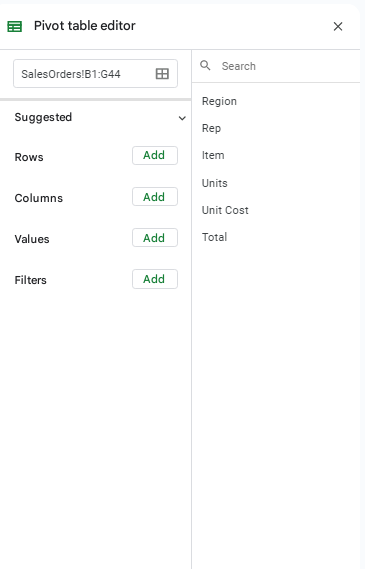 Pivot table editor
SalesOrders!B1:G44
Search
Suggested
Rows Add
Columns Add
Values Add
Filters Add
Region
Rep
Item
Units
Unit Cost
Total